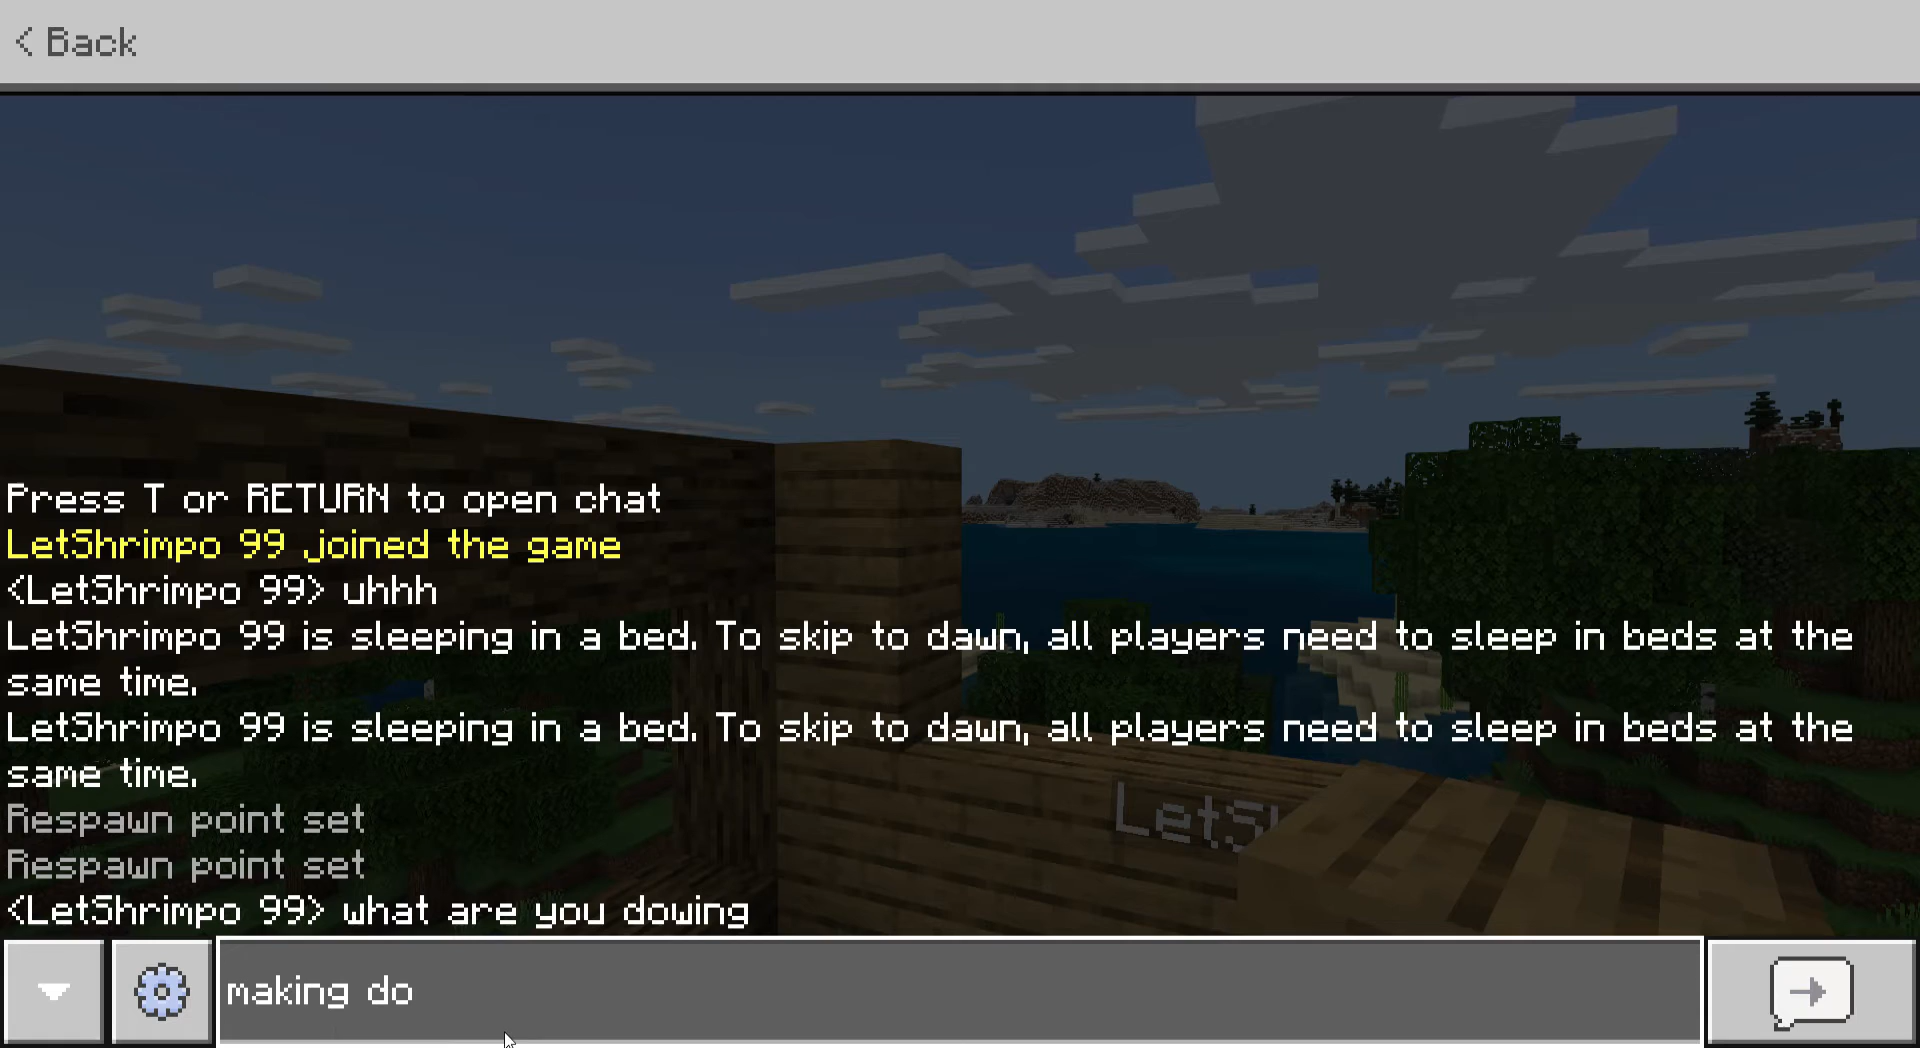 < Back
Press T or RETURN to open chat
LetShrimpo 99 joined the game
<LetShrimpo 99> uhhh
LetShrimpo 99 is sleeping in a bed. To skip to dawn, all players need to sleep in beds at the
same time.
LetShrimpo 99 is sleeping in a bed. To skip to dawn, all players need to sleep in beds at the
same time.
LetS
Respawn point set
Respawn point set
<LetShrimpo 99> what are you dowing
making do